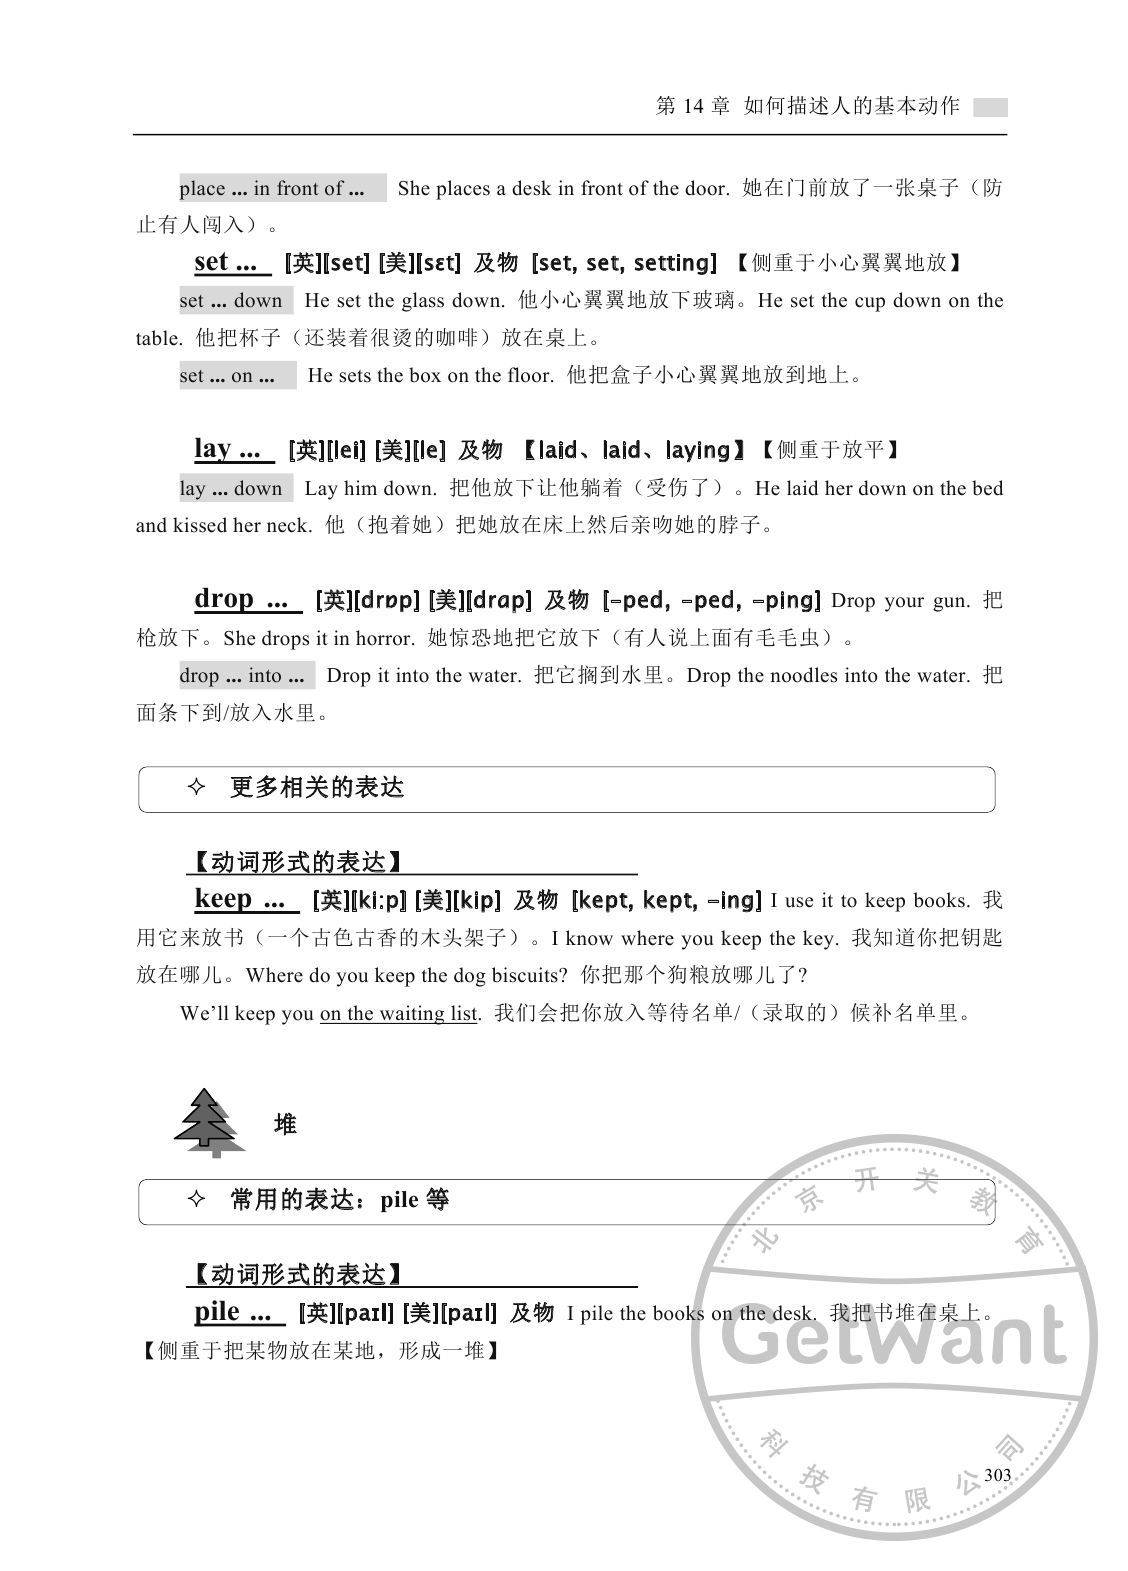 第 14 章 如何描述人的基本动作
place ... in front of ... She places a desk in front of the door. 她在门前放了一张桌子（防
止有人闯入）。
set ... [英][set] [美][sɛt] 及物 [set, set, setting] 【侧重于小心翼翼地放】
set ... down He set the glass down. 他小心翼翼地放下玻璃。He set the cup down on the
table. 他把杯子（还装着很烫的咖啡）放在桌上。
set ... on ... He sets the box on the floor. 他把盒子小心翼翼地放到地上。
lay ... [英][lei] [美][le] 及物 【laid、laid、laying】【侧重于放平】
lay ... down Lay him down. 把他放下让他躺着（受伤了）。He laid her down on the bed
and kissed her neck. 他（抱着她）把她放在床上然后亲吻她的脖子。
drop ... [英][drɒp] [美][drɑp] 及物 [-ped, -ped, -ping] Drop your gun. 把
枪放下。She drops it in horror. 她惊恐地把它放下（有人说上面有毛毛虫）。
drop ... into ... Drop it into the water. 把它搁到水里。Drop the noodles into the water. 把
面条下到/放入水里。
✧ 更多相关的表达
【动词形式的表达】
keep ... [英][ki:p] [美][kip] 及物 [kept, kept, -ing] I use it to keep books. 我
用它来放书（一个古色古香的木头架子）。I know where you keep the key. 我知道你把钥匙
放在哪儿。Where do you keep the dog biscuits? 你把那个狗粮放哪儿了?
We’ll keep you on the waiting list. 我们会把你放入等待名单/（录取的）候补名单里。
堆
✧ 常用的表达：pile 等
【动词形式的表达】
pile ... [英][paɪl] [美][paɪl] 及物 I pile the books on the desk. 我把书堆在桌上。
【侧重于把某物放在某地，形成一堆】
北京开关教育
GetWant
科技有限公司
303